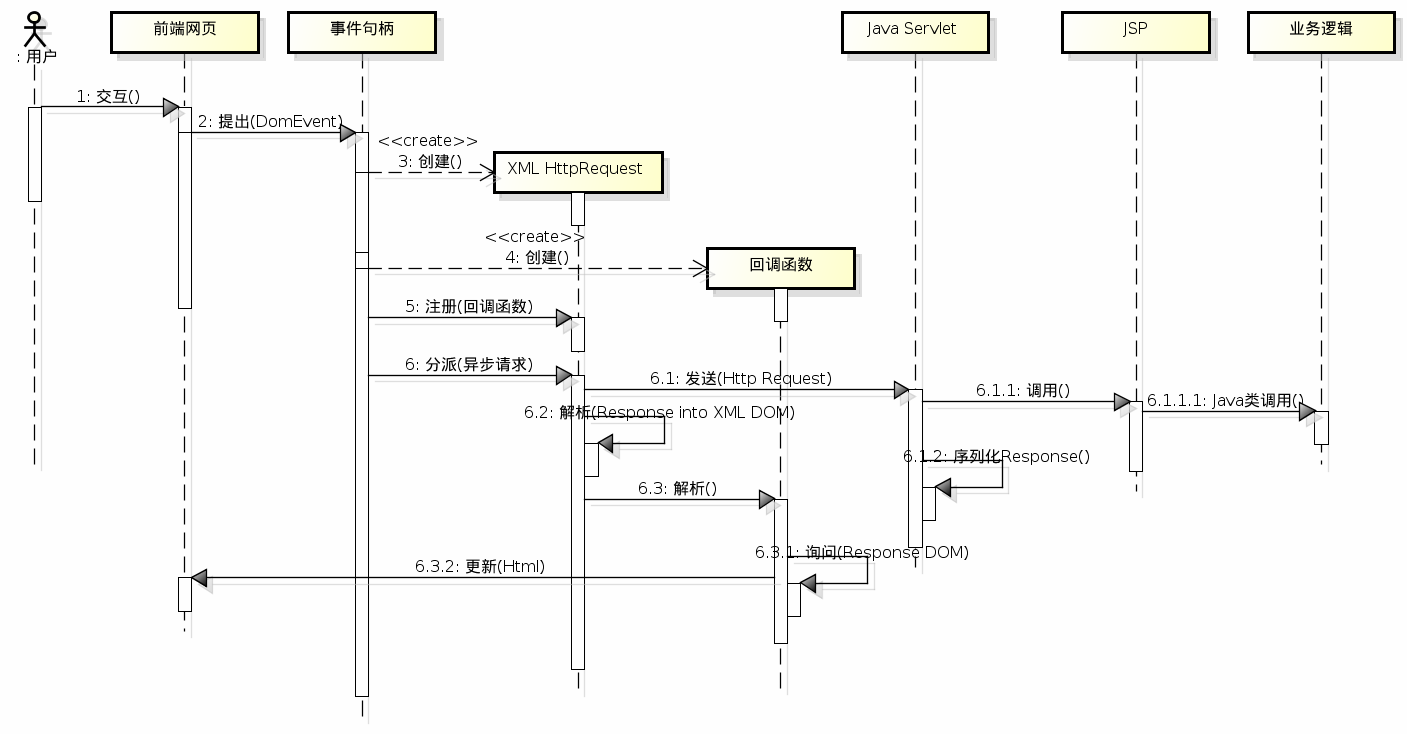 : 用户
前端网页
事件句柄
Java Servlet
JSP
业务逻辑
1: 交互()
2: 提出(DomEvent)
<<create>>
3: 创建()
XML HttpRequest
<<create>>
4: 创建()
回调函数
5: 注册(回调函数)
6: 分派(异步请求)
6.1: 发送(Http Request)
6.1.1: 调用()
6.1.1.1: Java类调用()
6.2: 解析(Response into XML DOM)
6.1.2: 序列化Response()
6.3: 解析()
6.3.1: 询问(Response DOM)
6.3.2: 更新(Html)